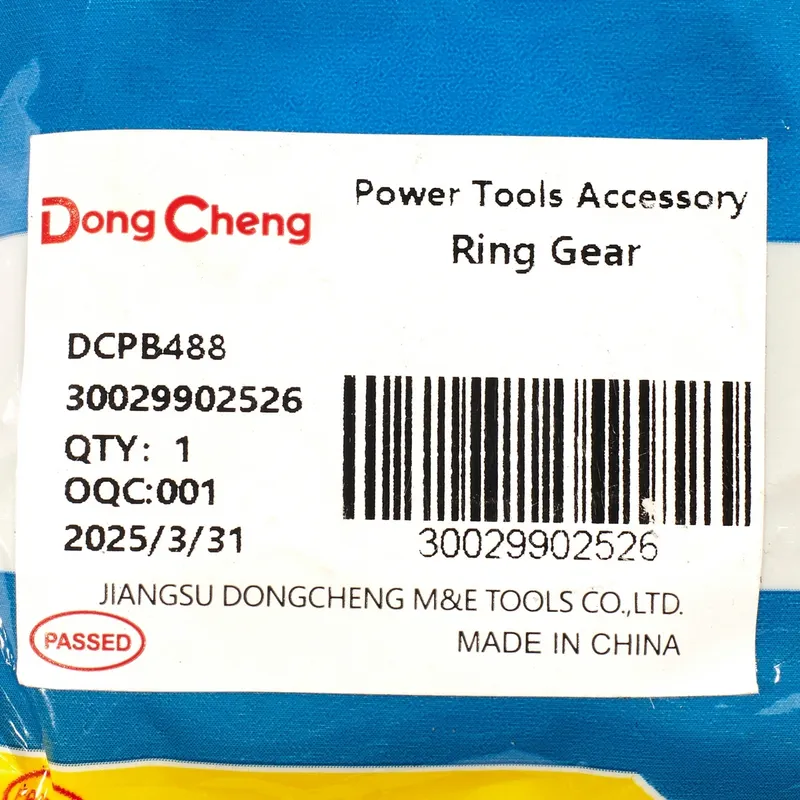 Dong Cheng
Power Tools Accessory
Ring Gear
DCPB488
30029902526
QTY: 1
OQC:001
2025/3/31
30029902526
JIANGSU DONGCHENG M&E TOOLS CO.,LTD.
PASSED
MADE IN CHINA